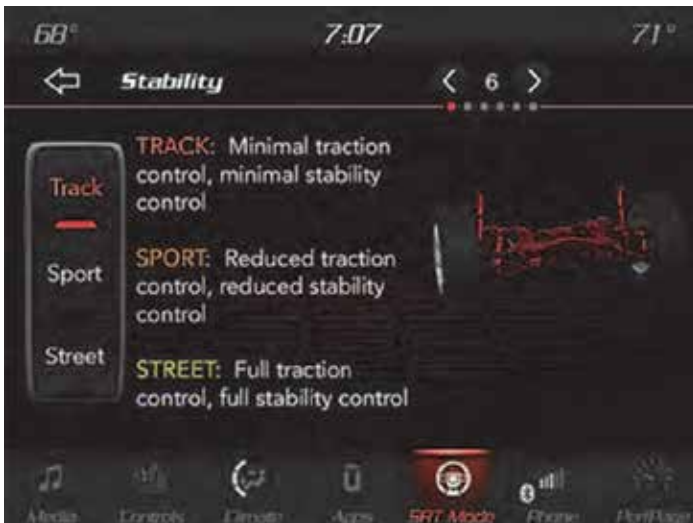 68° 7:07 71°
Stability < 6 >
TRACK: Minimal traction
control, minimal stability
control
Track
SPORT: Reduced traction
control, reduced stability
control
Sport
STREET: Full traction
control, full stability control
Street
Media Controls Climate Apps SRT Mode Phone